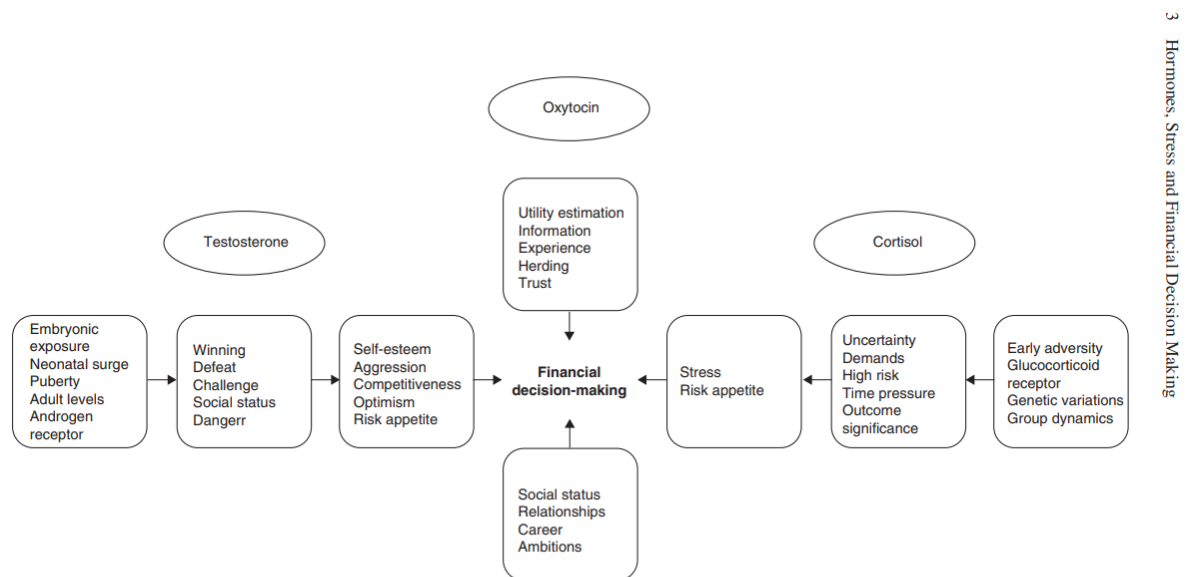 3 Hormones, Stress and Financial Decision Making
Oxytocin
Utility estimation
Information
Experience
Herding
Trust
Testosterone
Cortisol
Embryonic
exposure
Neonatal surge
Puberty
Adult levels
Androgen
receptor
Winning
Defeat
Challenge
Social status
Dangerr
Self-esteem
Aggression
Competitiveness
Optimism
Risk appetite
Financial
decision-making
Stress
Risk appetite
Uncertainty
Demands
High risk
Time pressure
Outcome
significance
Early adversity
Glucocorticoid
receptor
Genetic variations
Group dynamics
Social status
Relationships
Career
Ambitions